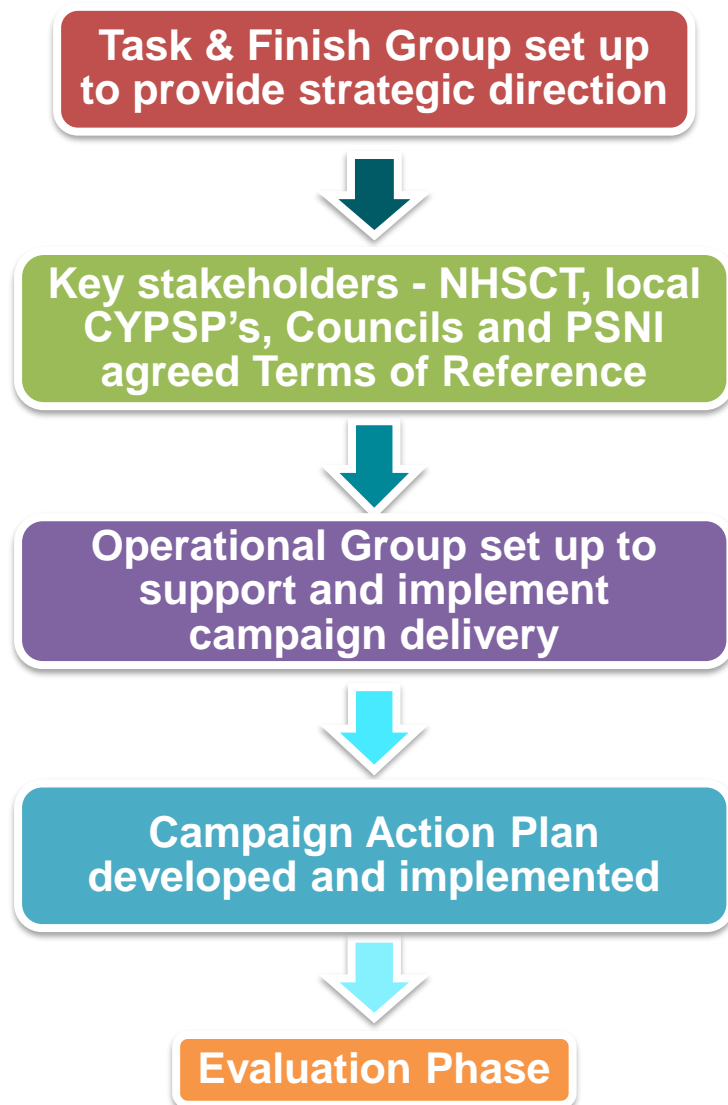 Task & Finish Group set up
to provide strategic direction
Key stakeholders - NHSCT, local
CYPSP’s, Councils and PSNI
agreed Terms of Reference
Operational Group set up to
support and implement
campaign delivery
Campaign Action Plan
developed and implemented
Evaluation Phase